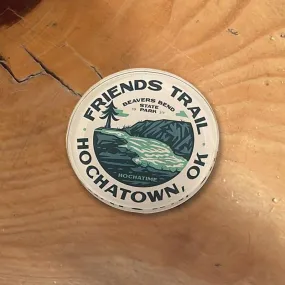 FRIENDS TRAIL
BEAVERS BEND
STATE
PARK
HOCHATIME
HOCHATOWN, OK